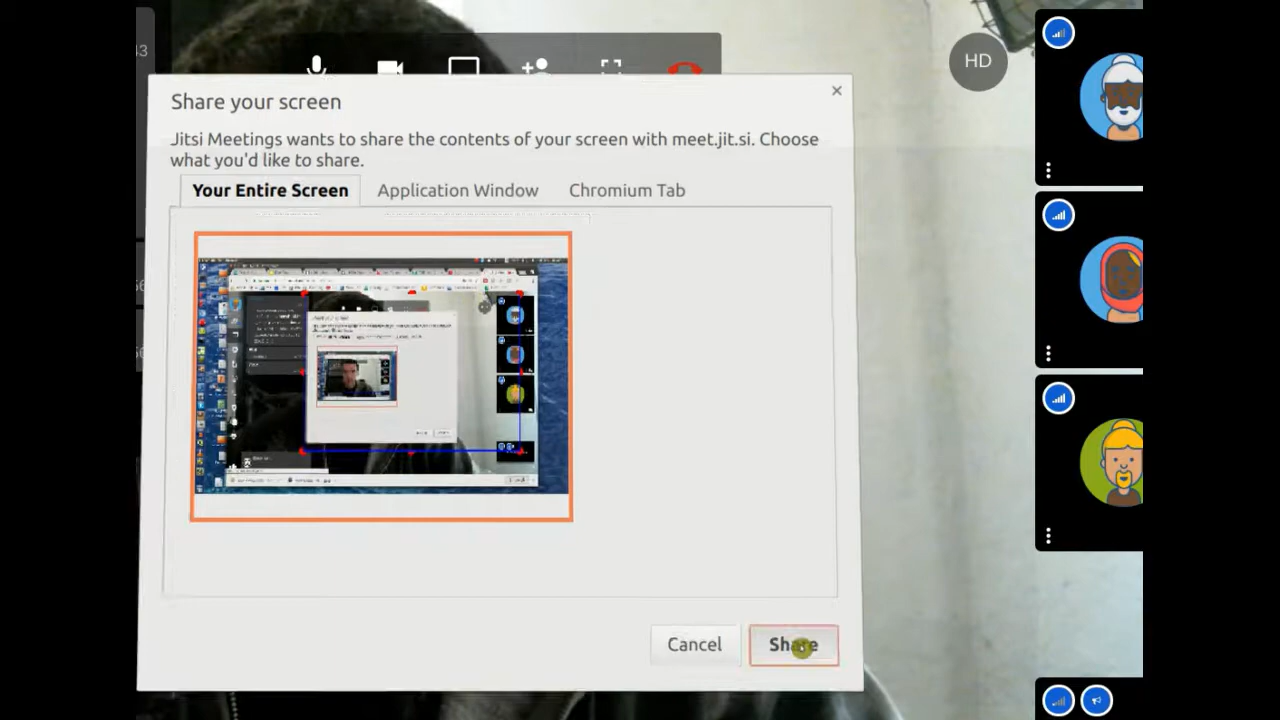 43
HD
Share your screen
Jitsi Meetings wants to share the contents of your screen with meet.jit.si. Choose
what you'd like to share.
Your Entire Screen
Application Window
Chromium Tab
Cancel
Share